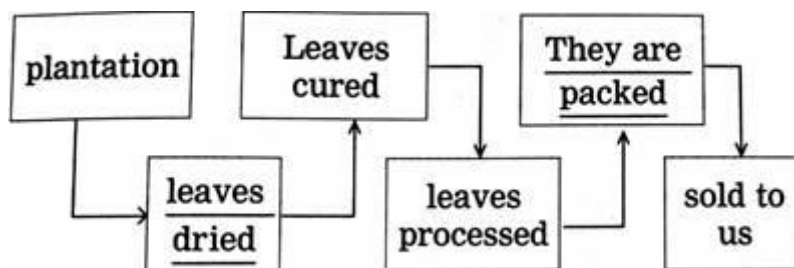 plantation
leaves
dried
Leaves
cured
leaves
processed
They are
packed
sold to
us